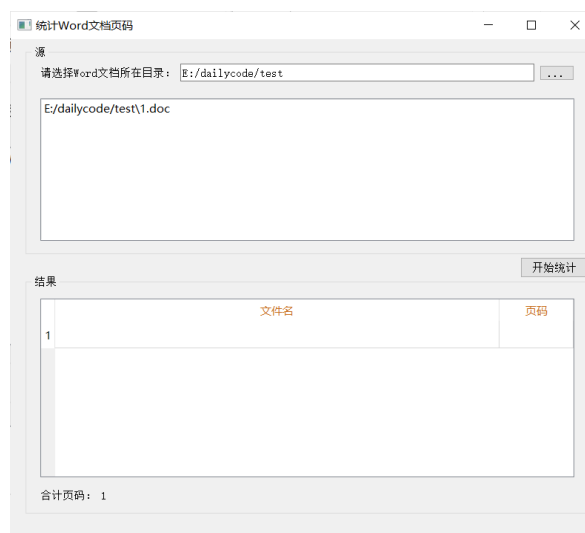 统计Word文档页码
源
请选择Word文档所在目录： E:/dailycode/test ...
E:/dailycode/test\1.doc
开始统计
结果
文件名 页码
1
合计页码： 1